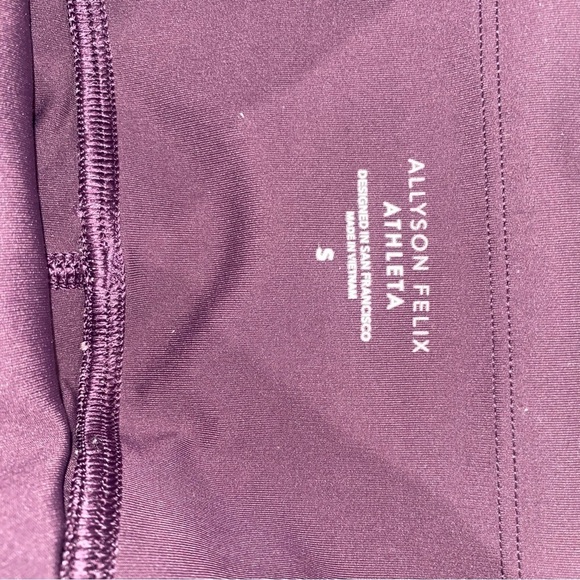 ALLYSON FELIX
ATHLETA
DESIGNED IN SAN FRANCISCO
MADE IN VIETNAM
S